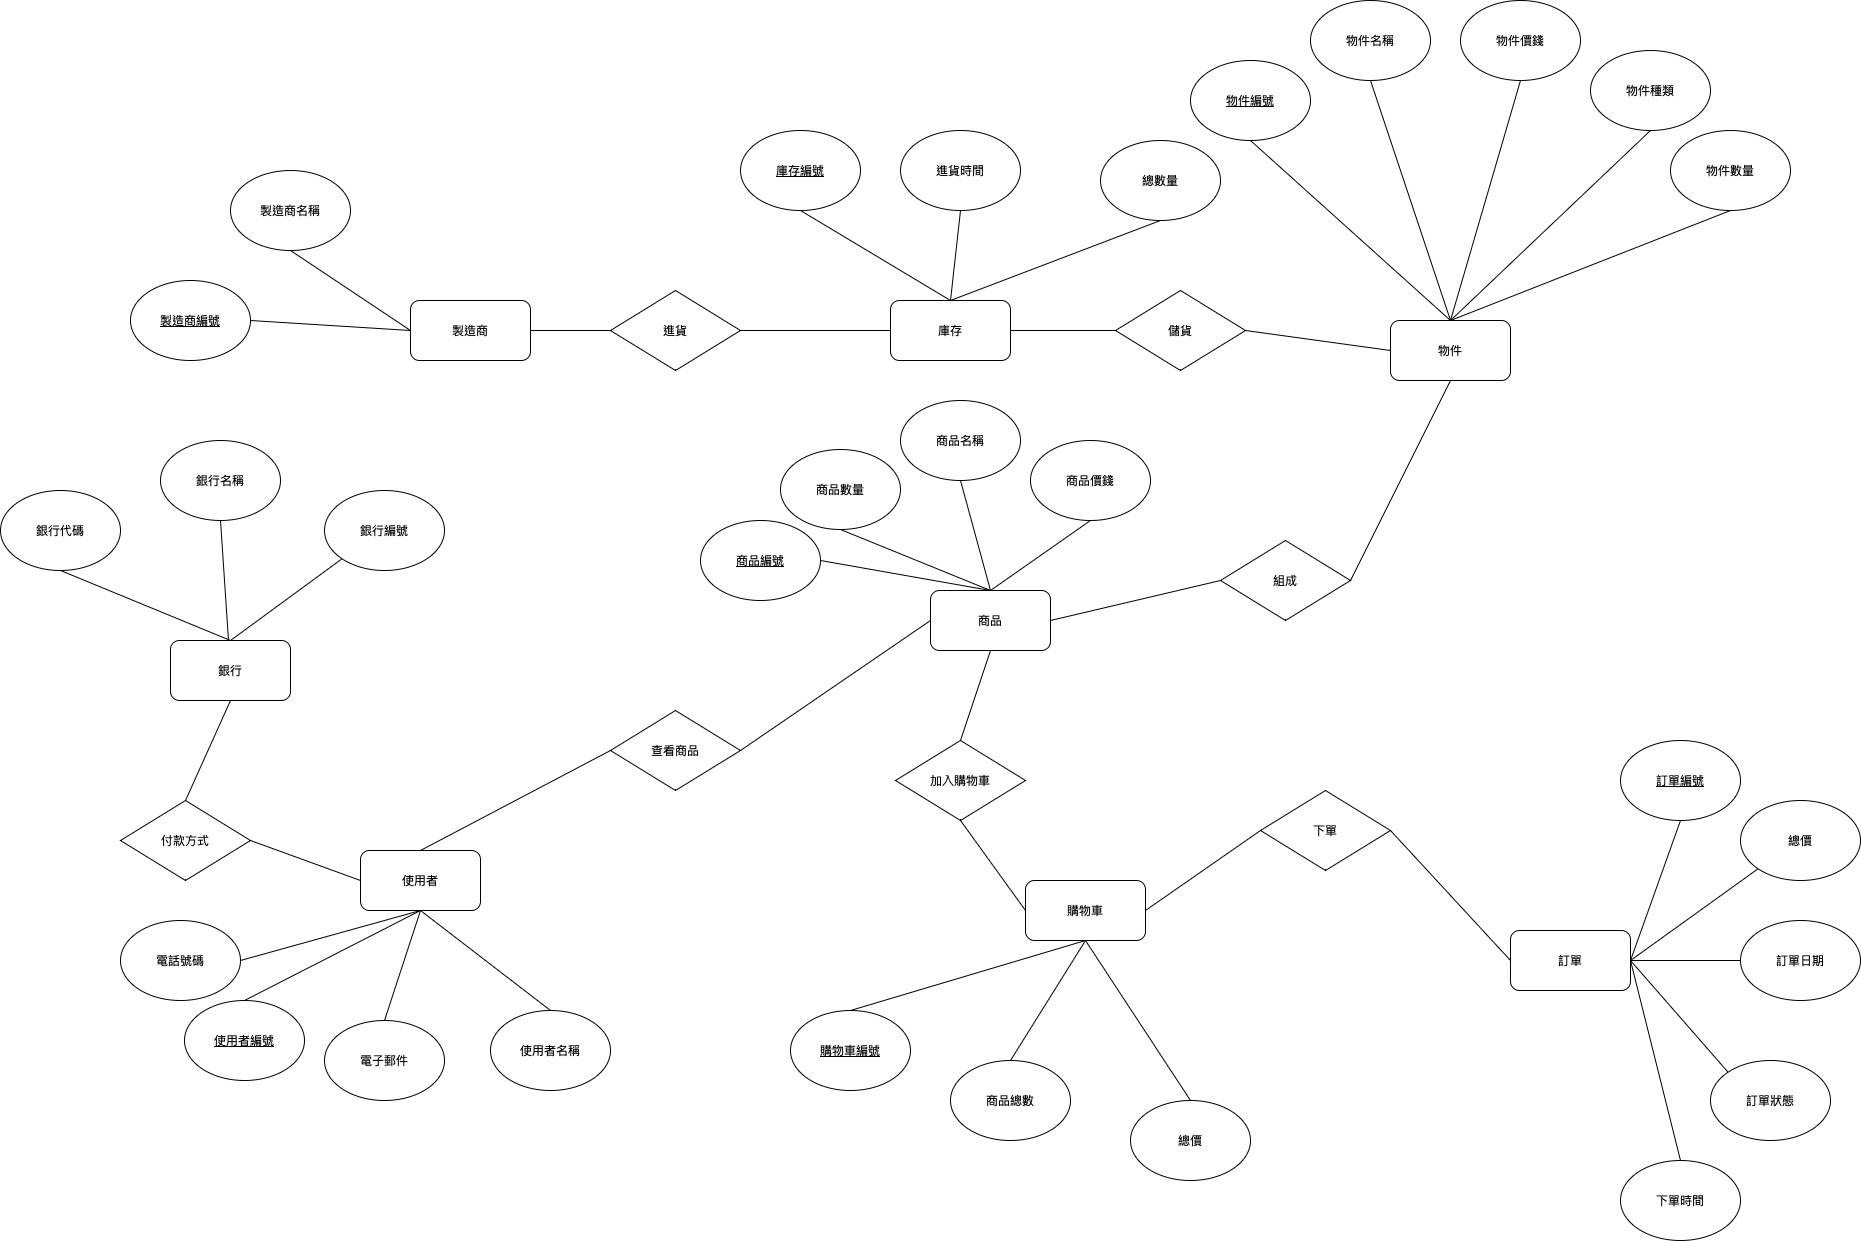 物件名稱
物件價錢
物件種類
物件編號
物件數量
庫存編號
進貨時間
總數量
製造商名稱
製造商編號
製造商
進貨
庫存
儲貨
物件
商品名稱
商品數量
商品價錢
商品編號
銀行名稱
銀行代碼
銀行編號
組成
商品
銀行
查看商品
加入購物車
付款方式
使用者
下單
訂單編號
總價
購物車
訂單
訂單日期
電話號碼
使用者編號
電子郵件
使用者名稱
購物車編號
商品總數
總價
訂單狀態
下單時間